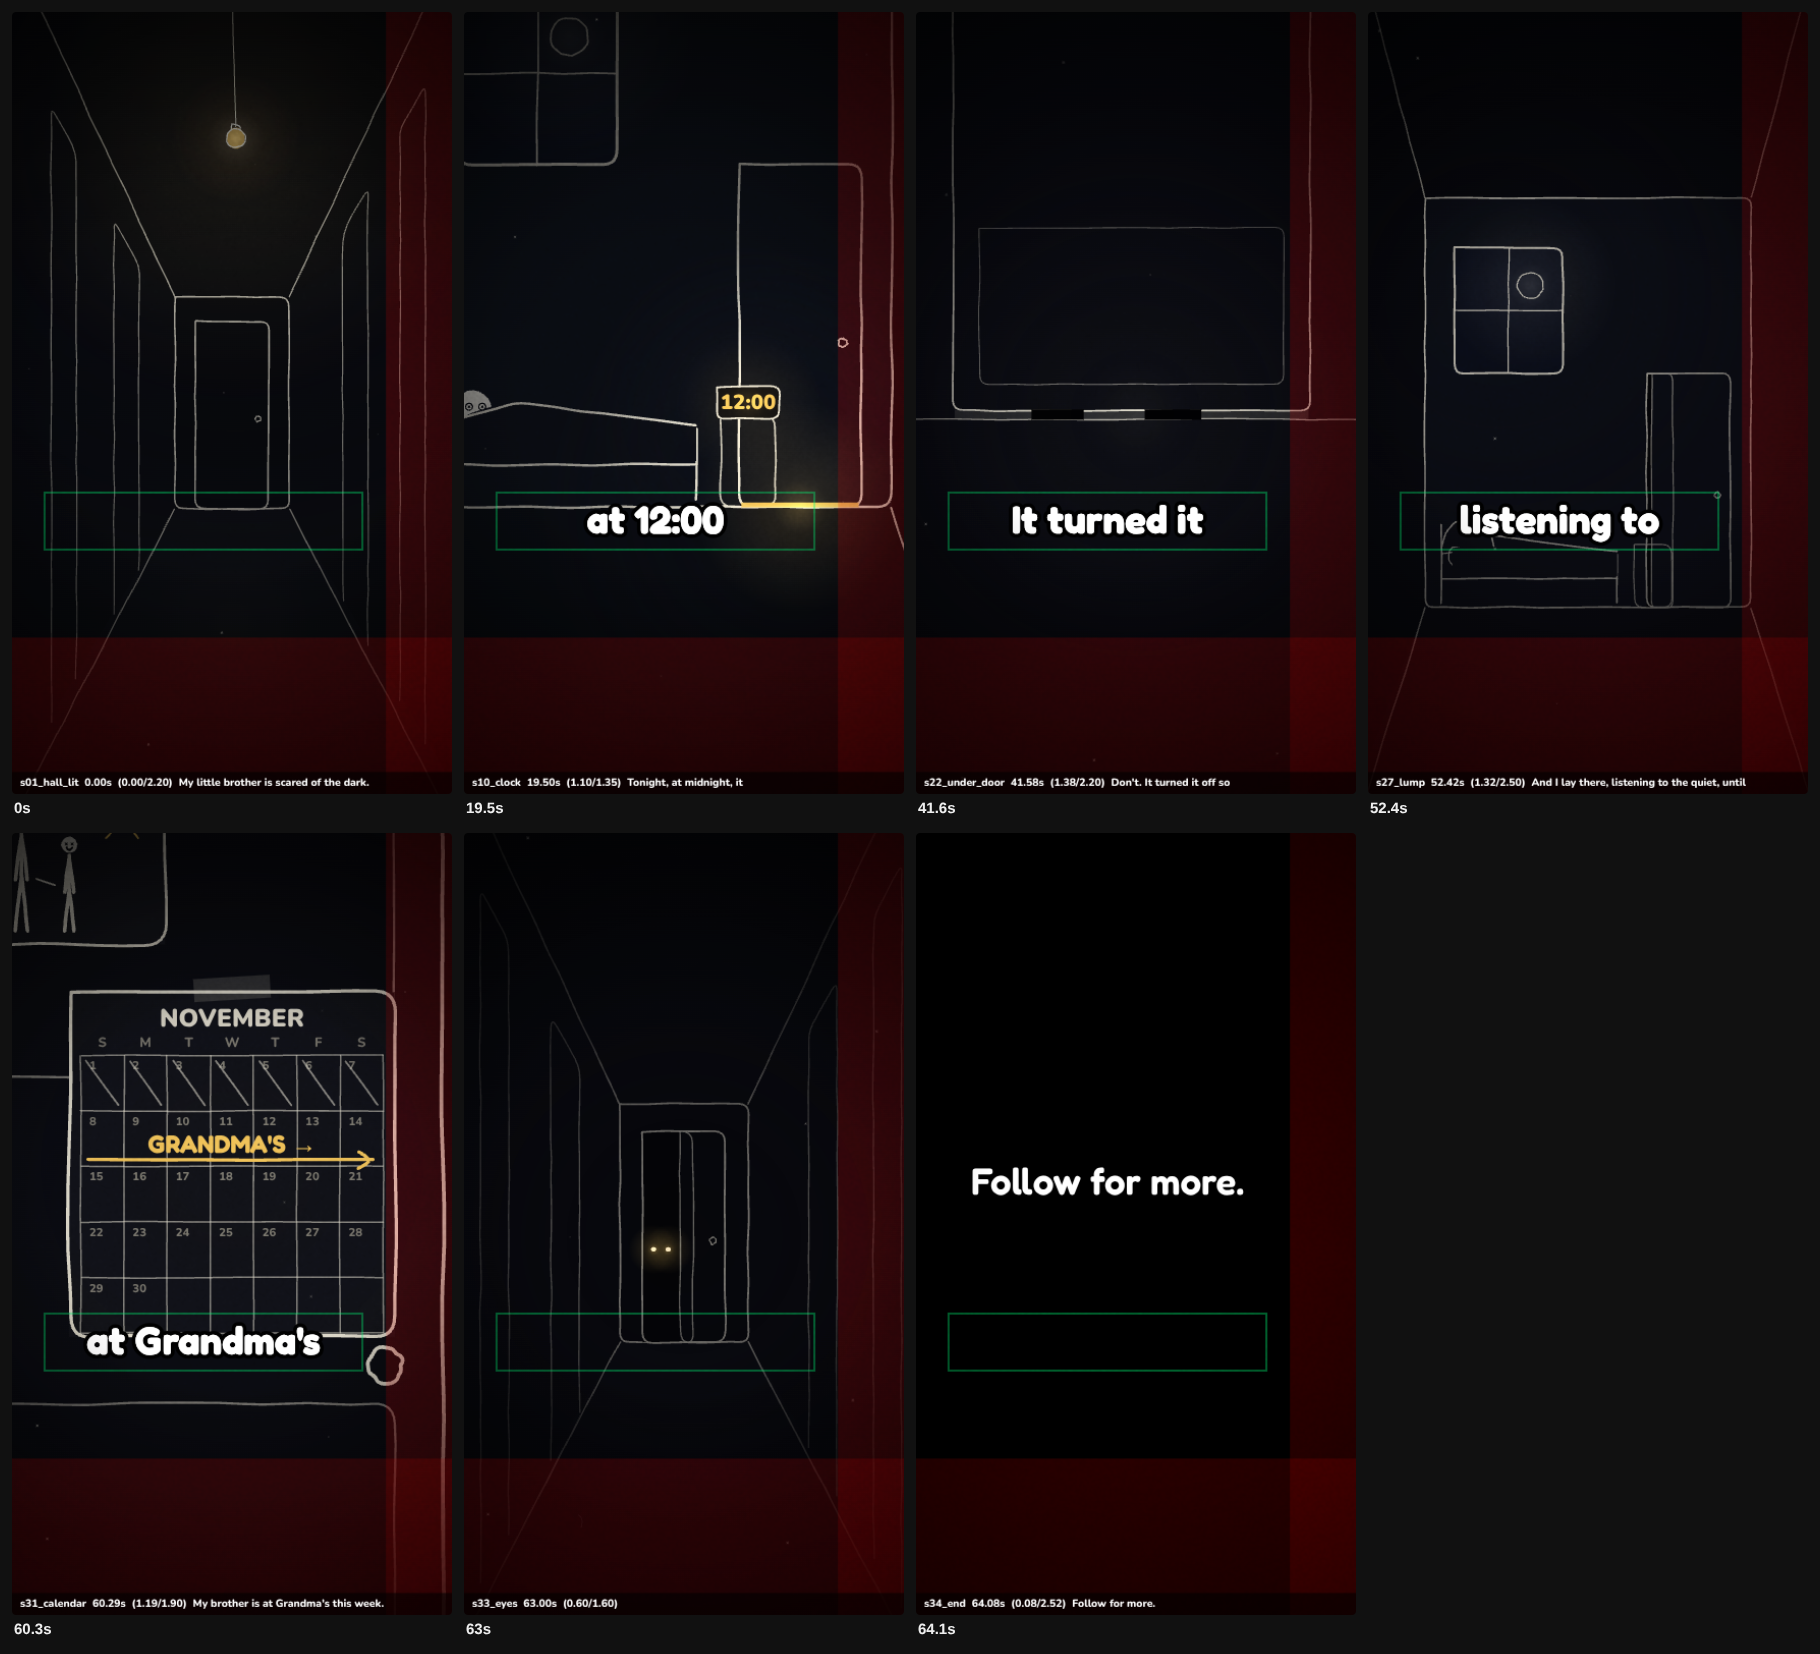 s01_hall_lit 0.00s (0.00/2.20) My little brother is scared of the dark.
0s
12:00
at 12:00
s10_clock 19.50s (1.10/1.35) Tonight, at midnight, it
19.5s
It turned it
s22_under_door 41.58s (1.38/2.20) Don't. It turned it off so
41.6s
listening to
s27_lump 52.42s (1.32/2.50) And I lay there, listening to the quiet, until
52.4s
NOVEMBER
S M T W T F S
1 2 3 4 5 6 7
8 9 10 11 12 13 14
GRANDMA'S →
15 16 17 18 19 20 21
22 23 24 25 26 27 28
29 30
at Grandma's
s31_calendar 60.29s (1.19/1.90) My brother is at Grandma's this week.
60.3s
s33_eyes 63.00s (0.60/1.60)
63s
Follow for more.
s34_end 64.08s (0.08/2.52) Follow for more.
64.1s